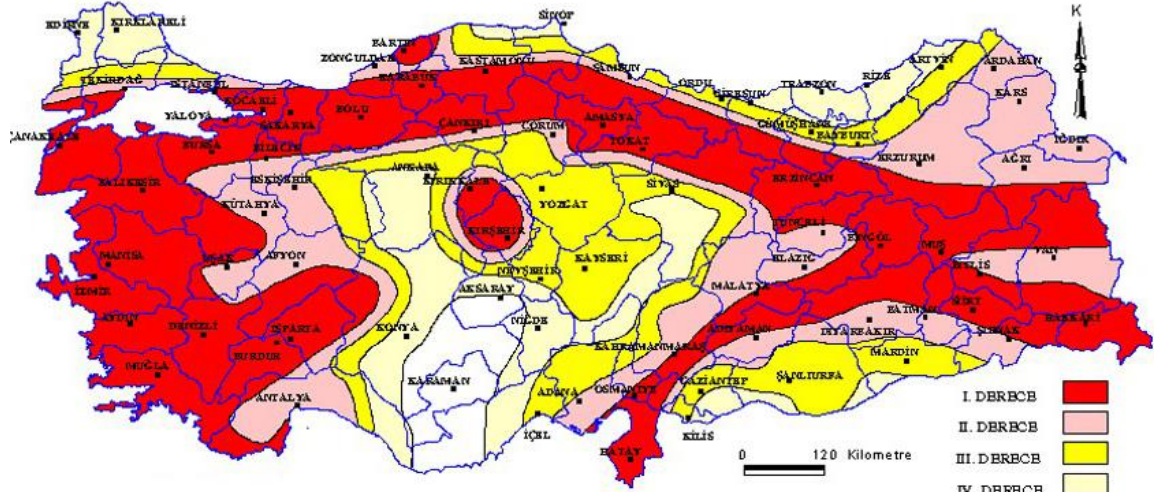 SİNOP
K
EDİRNE
KIRKLARELİ
BARTIN
ZONGULDAK
KASTAMONU
ARTVİN
ARDAHAN
TEKİRDAĞ
İSTANBUL
KARABÜK
SAMSUN
ORDU
TRABZON
RİZE
KARS
KOCAELİ
GİRESUN
YALOVA
SAKARYA
BOLU
ÇANKIRI
ÇORUM
AMASYA
GÜMÜŞHANE
BAYBURT
ÇANAKKALE
BURSA
BİLECİK
TOKAT
ERZURUM
AĞRI
IĞDIR
ANKARA
BALIKESİR
ESKİŞEHİR
KIRIKKALE
YOZGAT
SİVAS
ERZİNCAN
KÜTAHYA
KIRŞEHİR
TUNCELİ
BİNGÖL
MUŞ
VAN
MANİSA
UŞAK
AFYON
NEVŞEHİR
KAYSERİ
ELAZIĞ
BİTLİS
İZMİR
AKSARAY
MALATYA
AYDIN
DENİZLİ
ISPARTA
KONYA
NİĞDE
ADIYAMAN
DİYARBAKIR
BATMAN
SİİRT
ŞIRNAK
HAKKARİ
BURDUR
KAHRAMANMARAŞ
MARDİN
MUĞLA
KARAMAN
ADANA
OSMANİYE
GAZİANTEP
ŞANLIURFA
ANTALYA
İÇEL
KİLİS
HATAY
0 120 Kilometre
I. DERECE
II. DERECE
III. DERECE
IV. DERECE